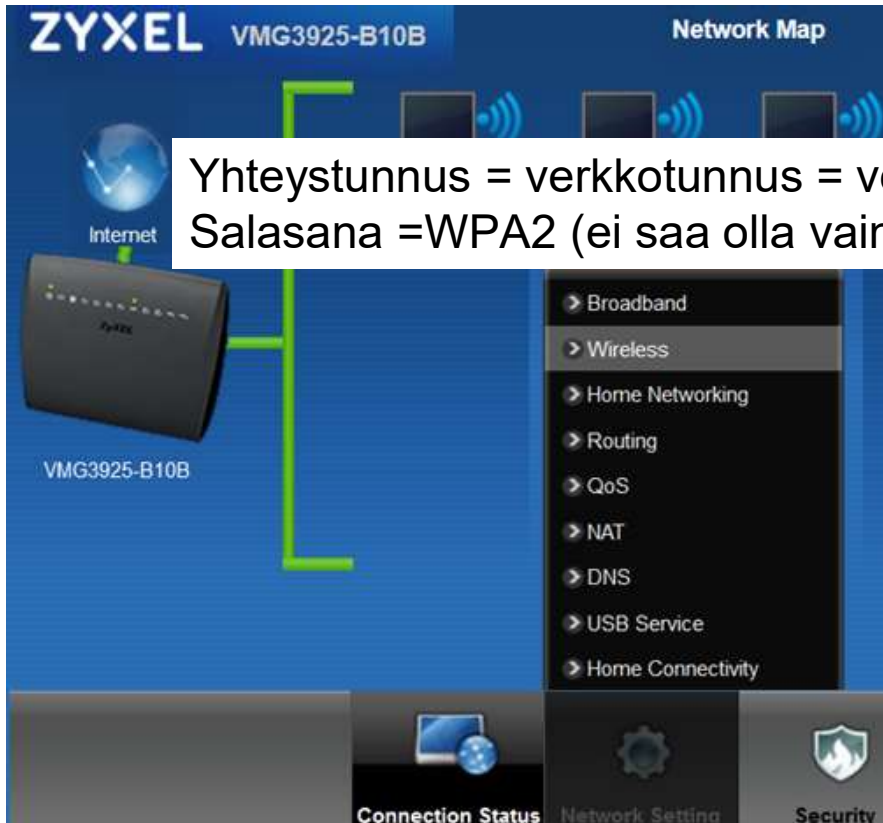 ZYXEL VMG3925-B10B
Network Map
Yhteystunnus = verkkotunnus =
Salasana =WPA2 (ei saa olla
Internet
ZyXEL
VMG3925-B10B
Broadband
Wireless
Home Networking
Routing
QoS
NAT
DNS
USB Service
Home Connectivity
Connection Status
Network Setting
Security